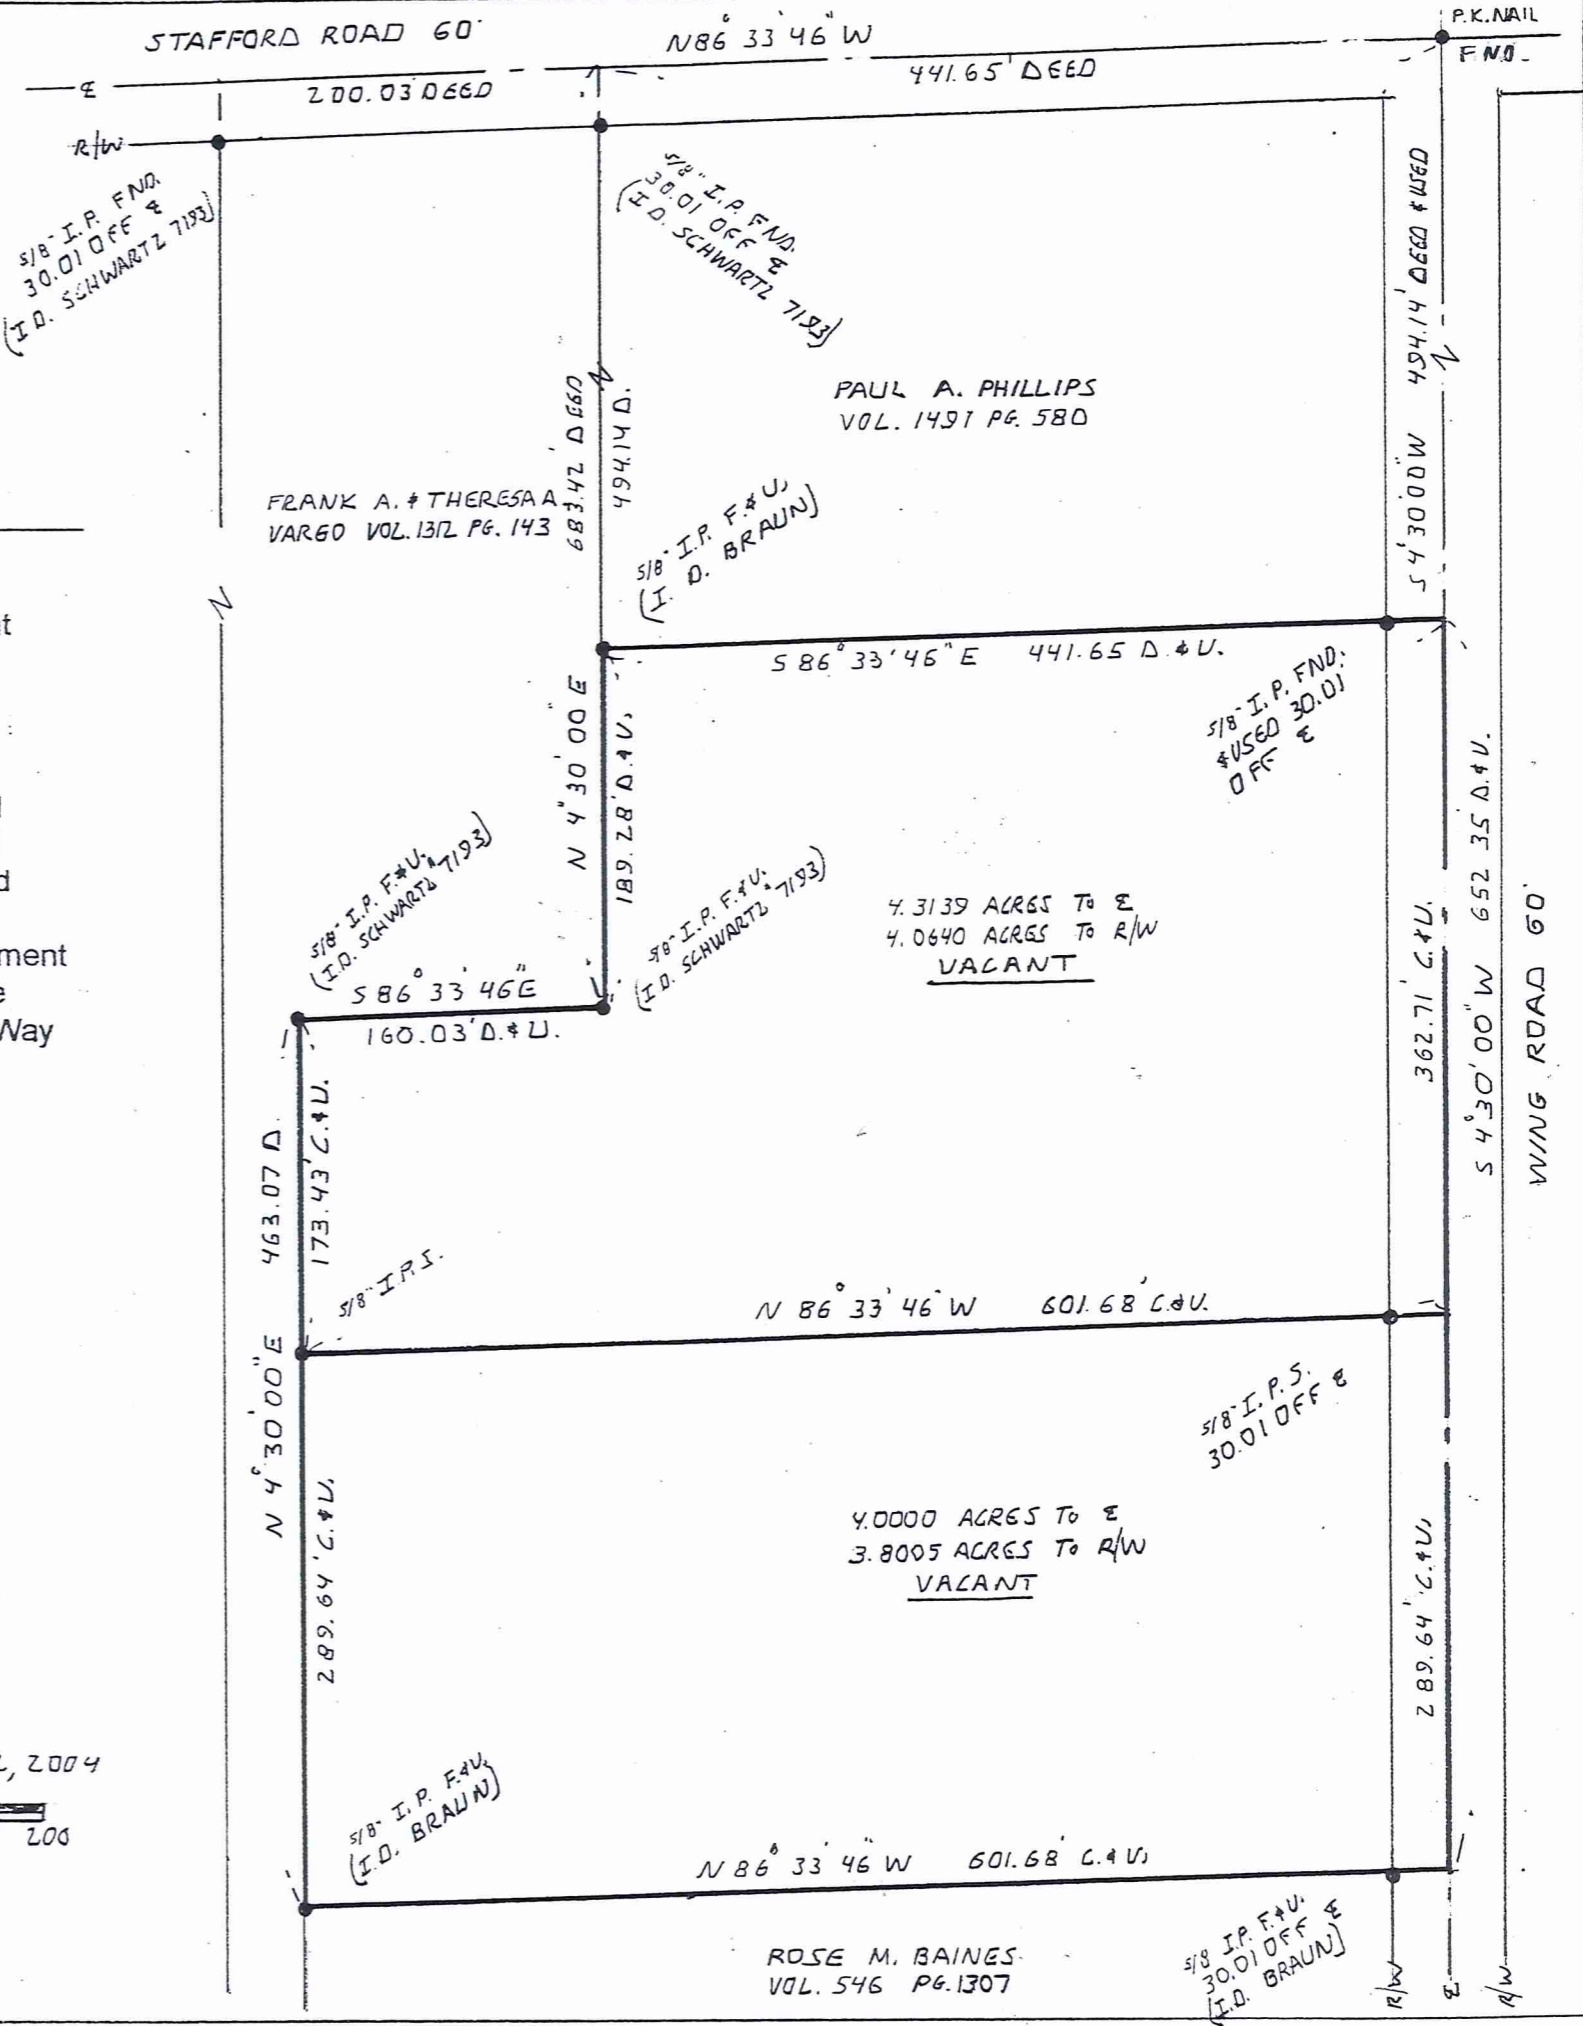 STAFFORD ROAD 60'
N 86° 33' 46" W
P.K. NAIL
FND.
℄
200.03 DEED
441.65' DEED
R/W
5/8" I.P. FND.
30.01 OFF ℄
(I.D. SCHWARTZ 7193)
5/8" I.P. FND.
30.01 OFF ℄
(I.D. SCHWARTZ 7193)
494.14' DEED & USED
S 4° 30' 00" W
PAUL A. PHILLIPS
VOL. 1497 PG. 580
683.42' DEED
494.14 D.
FRANK A. & THERESA A
VARGO VOL. 1312 PG. 143
5/8" I.P. F. & U.
(I. D. BRAUN)
N
N
N
t
S 86° 33' 46" E 441.65 D. & U.
5/8" I.P. FND.
& USED 30.01
OFF ℄
N 4° 30' 00" E
189.28' D. & U.
S 4° 30' 00" W 652.35 D. & U.
WING ROAD 60'
362.71' C. & U.
5/8" I.P. F. & U.
(I.D. SCHWARTZ # 7193)
5/8" I.P. F. & U.
(I.D. SCHWARTZ # 7193)
4.3139 ACRES TO ℄
4.0640 ACRES TO R/W
VACANT
d
ment
e
Way
S 86° 33' 46" E
160.03' D. & U.
463.07 D.
173.43' C. & U.
N 4° 30' 00" E
5/8" I.P.S.
N 86° 33' 46" W 601.68' C. & U.
5/8" I.P.S.
30.01 OFF ℄
289.64' C. & U.
4.0000 ACRES TO ℄
3.8005 ACRES TO R/W
VACANT
289.64' C. & U.
, 2004
200
5/8" I.P. F. & U.
(I.D. BRAUN)
N 86° 33' 46" W 601.68' C. & U.
5/8 I.P. F. & U.
30.01 OFF ℄
(I.D. BRAUN)
ROSE M. BAINES
VOL. 546 PG. 1307
R/W
℄
R/W